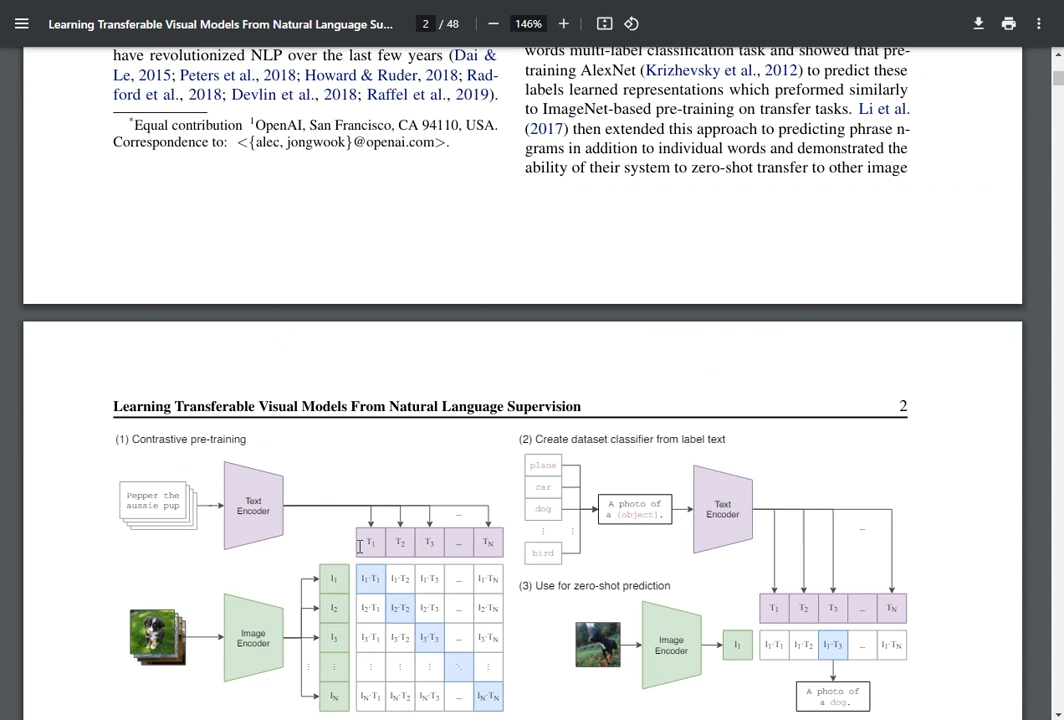 Learning Transferable Visual Models From Natural Language Su...
2 / 48
146%
have revolutionized NLP over the last few years (Dai &
Le, 2015; Peters et al., 2018; Howard & Ruder, 2018; Rad-
ford et al., 2018; Devlin et al., 2018; Raffel et al., 2019).
*Equal contribution 1OpenAI, San Francisco, CA 94110, USA.
Correspondence to: <{alec, jongwook}@openai.com>.
words multi-label classification task and showed that pre-
training AlexNet (Krizhevsky et al., 2012) to predict these
labels learned representations which preformed similarly
to ImageNet-based pre-training on transfer tasks. Li et al.
(2017) then extended this approach to predicting phrase n-
grams in addition to individual words and demonstrated the
ability of their system to zero-shot transfer to other image
Learning Transferable Visual Models From Natural Language Supervision 2
(1) Contrastive pre-training
Pepper the
aussie pup
Text
Encoder
...
T1 T2 T3 ... TN
Image
Encoder
I1 I1·T1 I1·T2 I1·T3 ... I1·TN
I2 I2·T1 I2·T2 I2·T3 ... I2·TN
I3 I3·T1 I3·T2 I3·T3 ... I3·TN
⋮ ⋮ ⋮ ⋮ ⋮ ⋱ ⋮
IN IN·T1 IN·T2 IN·T3 ... IN·TN
(2) Create dataset classifier from label text
plane
car
dog
⋮ ⋮
bird
A photo of
a {object}.
Text
Encoder
...
(3) Use for zero-shot prediction
T1 T2 T3 ... TN
Image
Encoder
I1 I1·T1 I1·T2 I1·T3 ... I1·TN
A photo of
a dog.